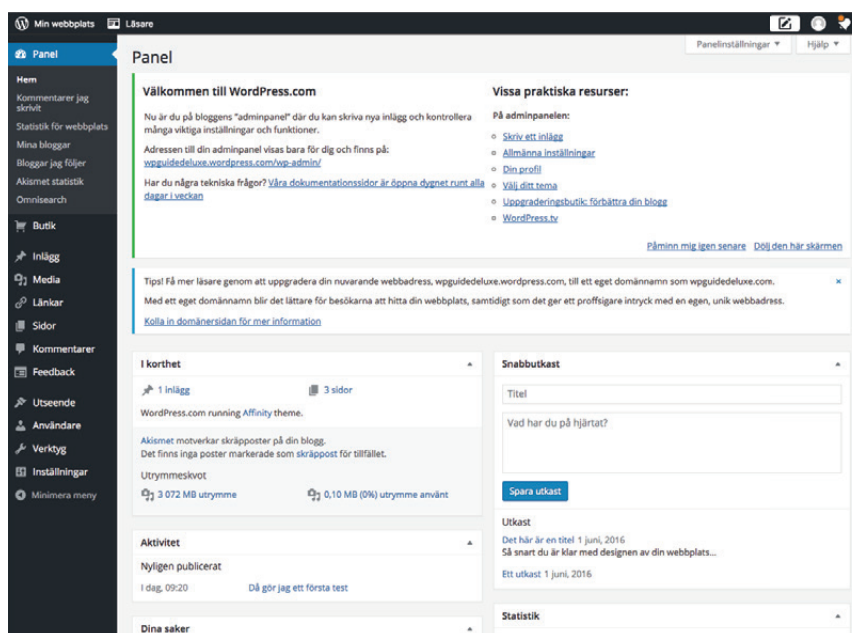 Min webbplats Läsare
Panelinställningar Hjälp
Panel
Hem
Kommentarer jag
skrivit
Statistik för webbplats
Mina bloggar
Bloggar jag följer
Akismet statistik
Omnisearch
Butik
Inlägg
Media
Länkar
Sidor
Kommentarer
Feedback
Utseende
Användare
Verktyg
Inställningar
Minimera meny
Panel
Välkommen till WordPress.com
Nu är du på bloggens "adminpanel" där du kan skriva nya inlägg och kontrollera
många viktiga inställningar och funktioner.
Adressen till din adminpanel visas bara för dig och finns på:
wpguidedeluxe.wordpress.com/wp-admin/
Har du några tekniska frågor? Våra dokumentationssidor är öppna dygnet runt alla
dagar i veckan
Vissa praktiska resurser:
På adminpanelen:
Skriv ett inlägg
Allmänna inställningar
Din profil
Välj ditt tema
Uppgraderingsbutik: förbättra din blogg
WordPress.tv
Påminn mig igen senare Dölj den här skärmen
Tips! Få mer läsare genom att uppgradera din nuvarande webbadress, wpguidedeluxe.wordpress.com, till ett eget domännamn som wpguidedeluxe.com.
Med ett eget domännamn blir det lättare för besökarna att hitta din webbplats, samtidigt som det ger ett proffsigare intryck med en egen, unik webbadress.
Kolla in domänersidan för mer information
I korthet
1 inlägg 3 sidor
WordPress.com running Affinity theme.
Akismet motverkar skräpposter på din blogg.
Det finns inga poster markerade som skräppost för tillfället.
Utrymmeskvot
3 072 MB utrymme 0,10 MB (0%) utrymme använt
Aktivitet
Nyligen publicerat
I dag, 09:20 Då gör jag ett första test
Dina saker
Snabbutkast
Titel
Vad har du på hjärtat?
Spara utkast
Utkast
Det här är en titel 1 juni, 2016
Så snart du är klar med designen av din webbplats...
Ett utkast 1 juni, 2016
Statistik